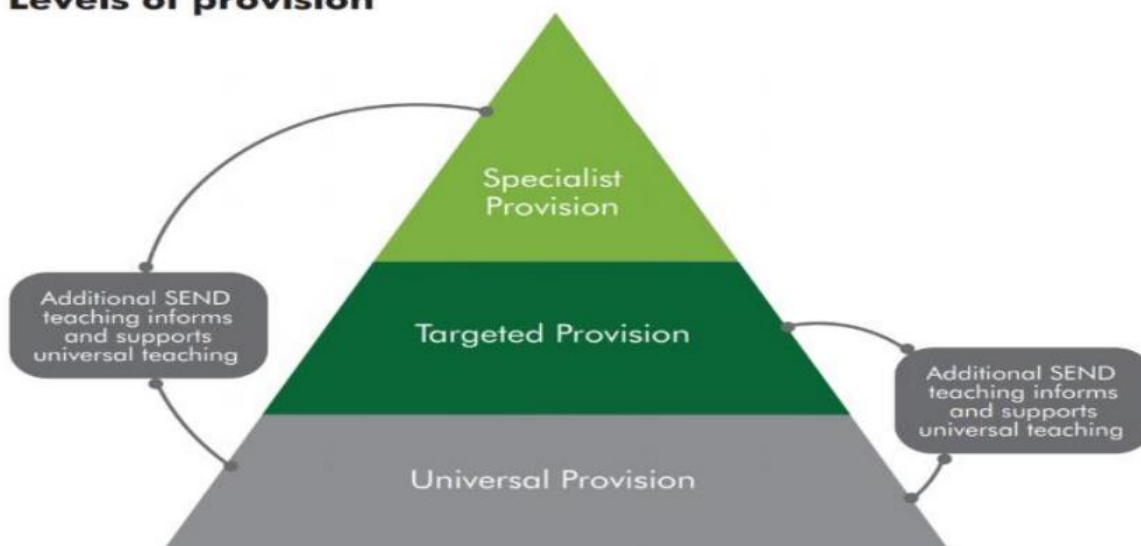 Levels of provision
Specialist
Provision
Additional SEND
teaching informs
and supports
universal teaching
Targeted Provision
Additional SEND
teaching informs
and supports
universal teaching
Universal Provision